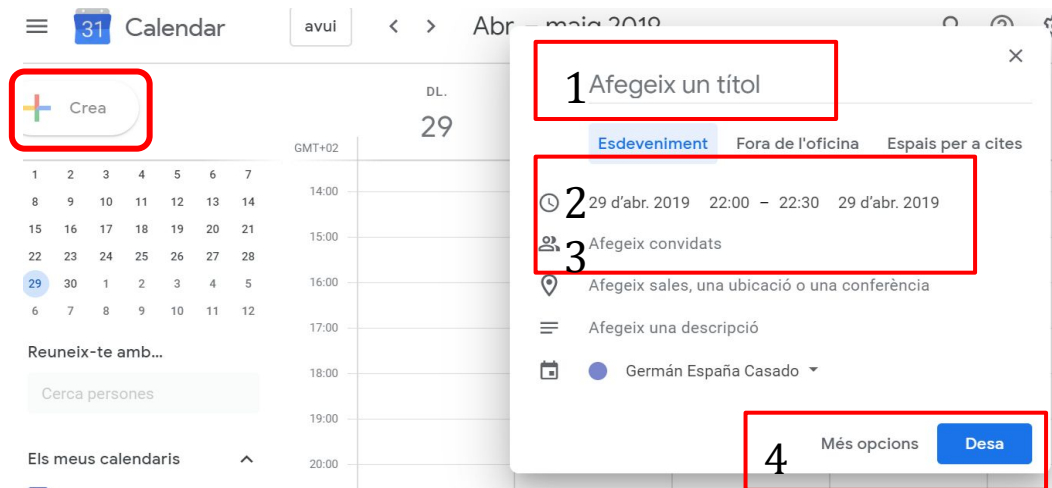 31 Calendar avui < > Abr. – maig 2019
Crea
DL.
29
GMT+02
1 2 3 4 5 6 7
8 9 10 11 12 13 14
15 16 17 18 19 20 21
22 23 24 25 26 27 28
29 30 1 2 3 4 5
6 7 8 9 10 11 12
Reuneix-te amb...
Cerca persones
Els meus calendaris
14:00
15:00
16:00
17:00
18:00
19:00
20:00
1 Afegeix un títol
Esdeveniment Fora de l'oficina Espais per a cites
2 29 d'abr. 2019 22:00 – 22:30 29 d'abr. 2019
3 Afegeix convidats
Afegeix sales, una ubicació o una conferència
Afegeix una descripció
Germán España Casado
4 Més opcions Desa